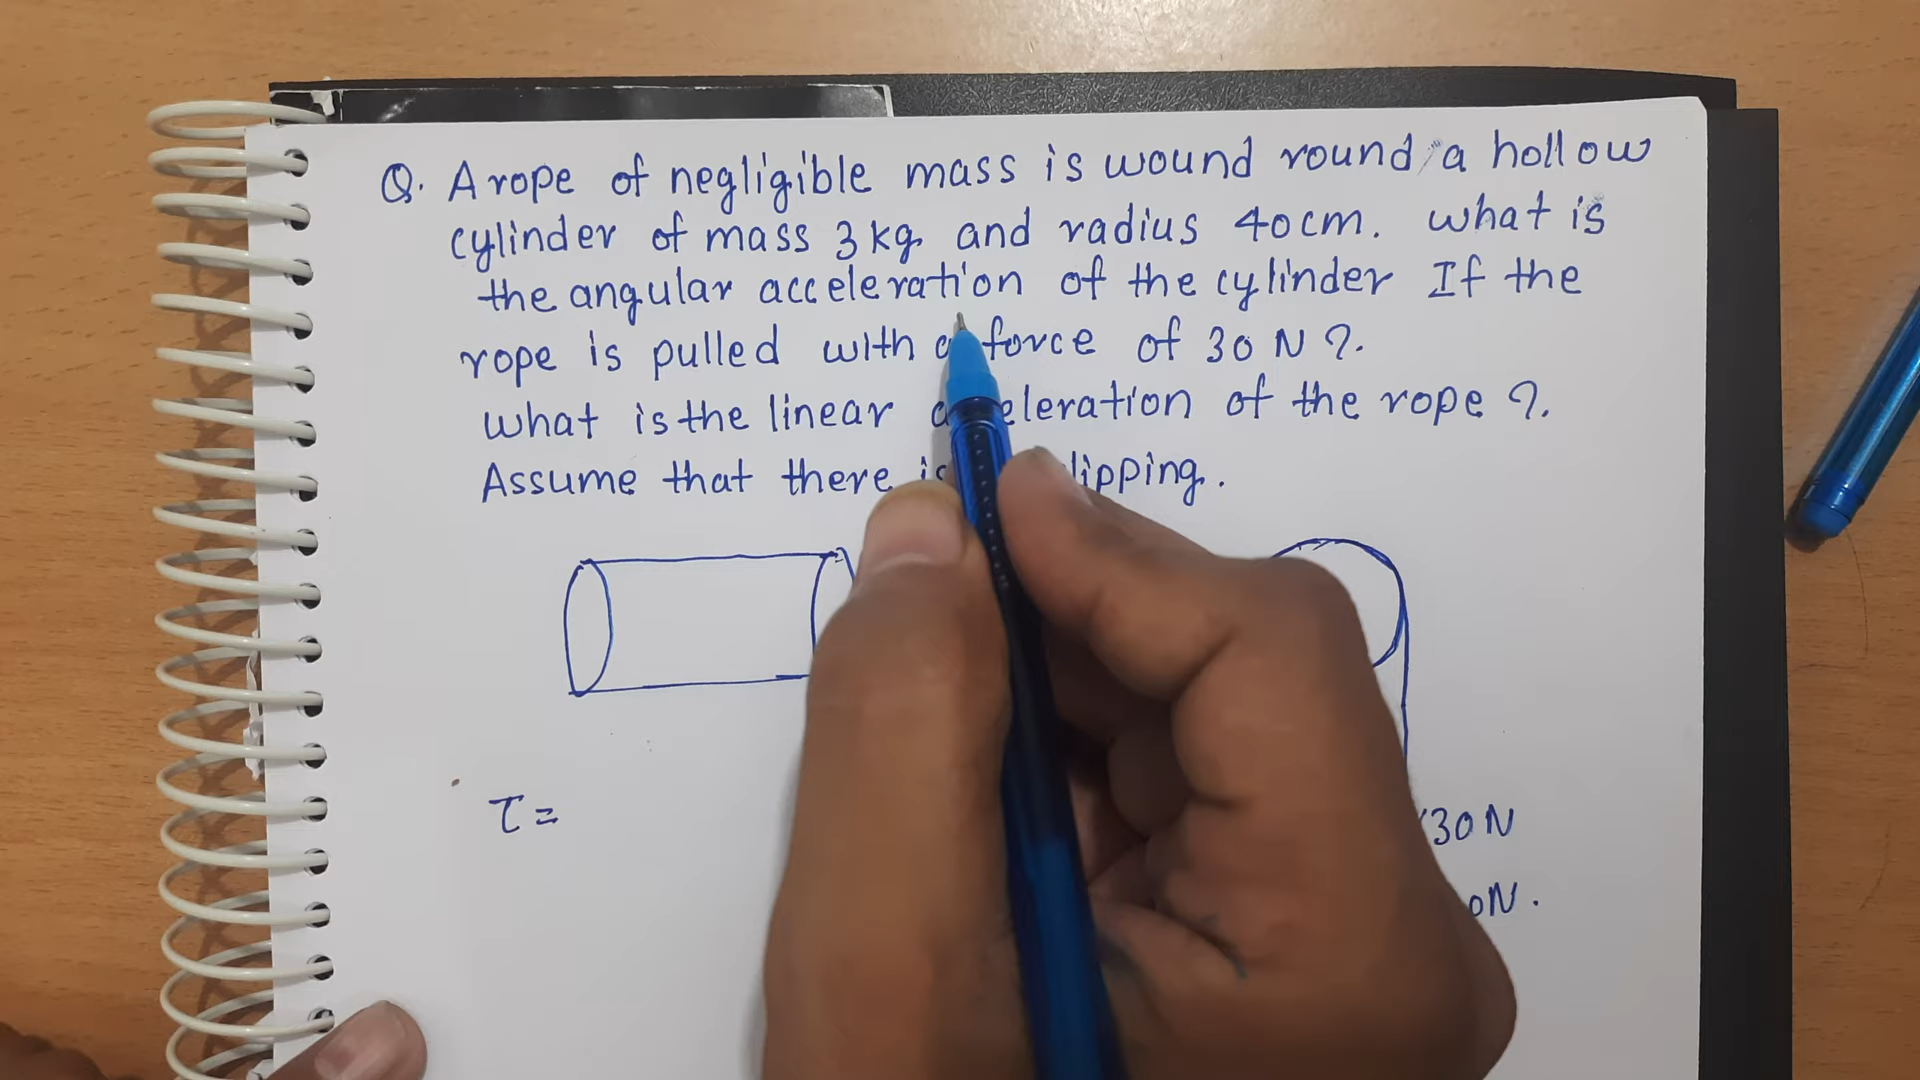 Q. A rope of negligible mass is wound round a hollow
cylinder of mass 3 kg and radius 40 cm. what is
the angular acceleration of the cylinder If the
rope is pulled with force of 30 N ?.
what is the linear eleration of the rope ?.
Assume that there is lipping.
τ =
30 N
0N.